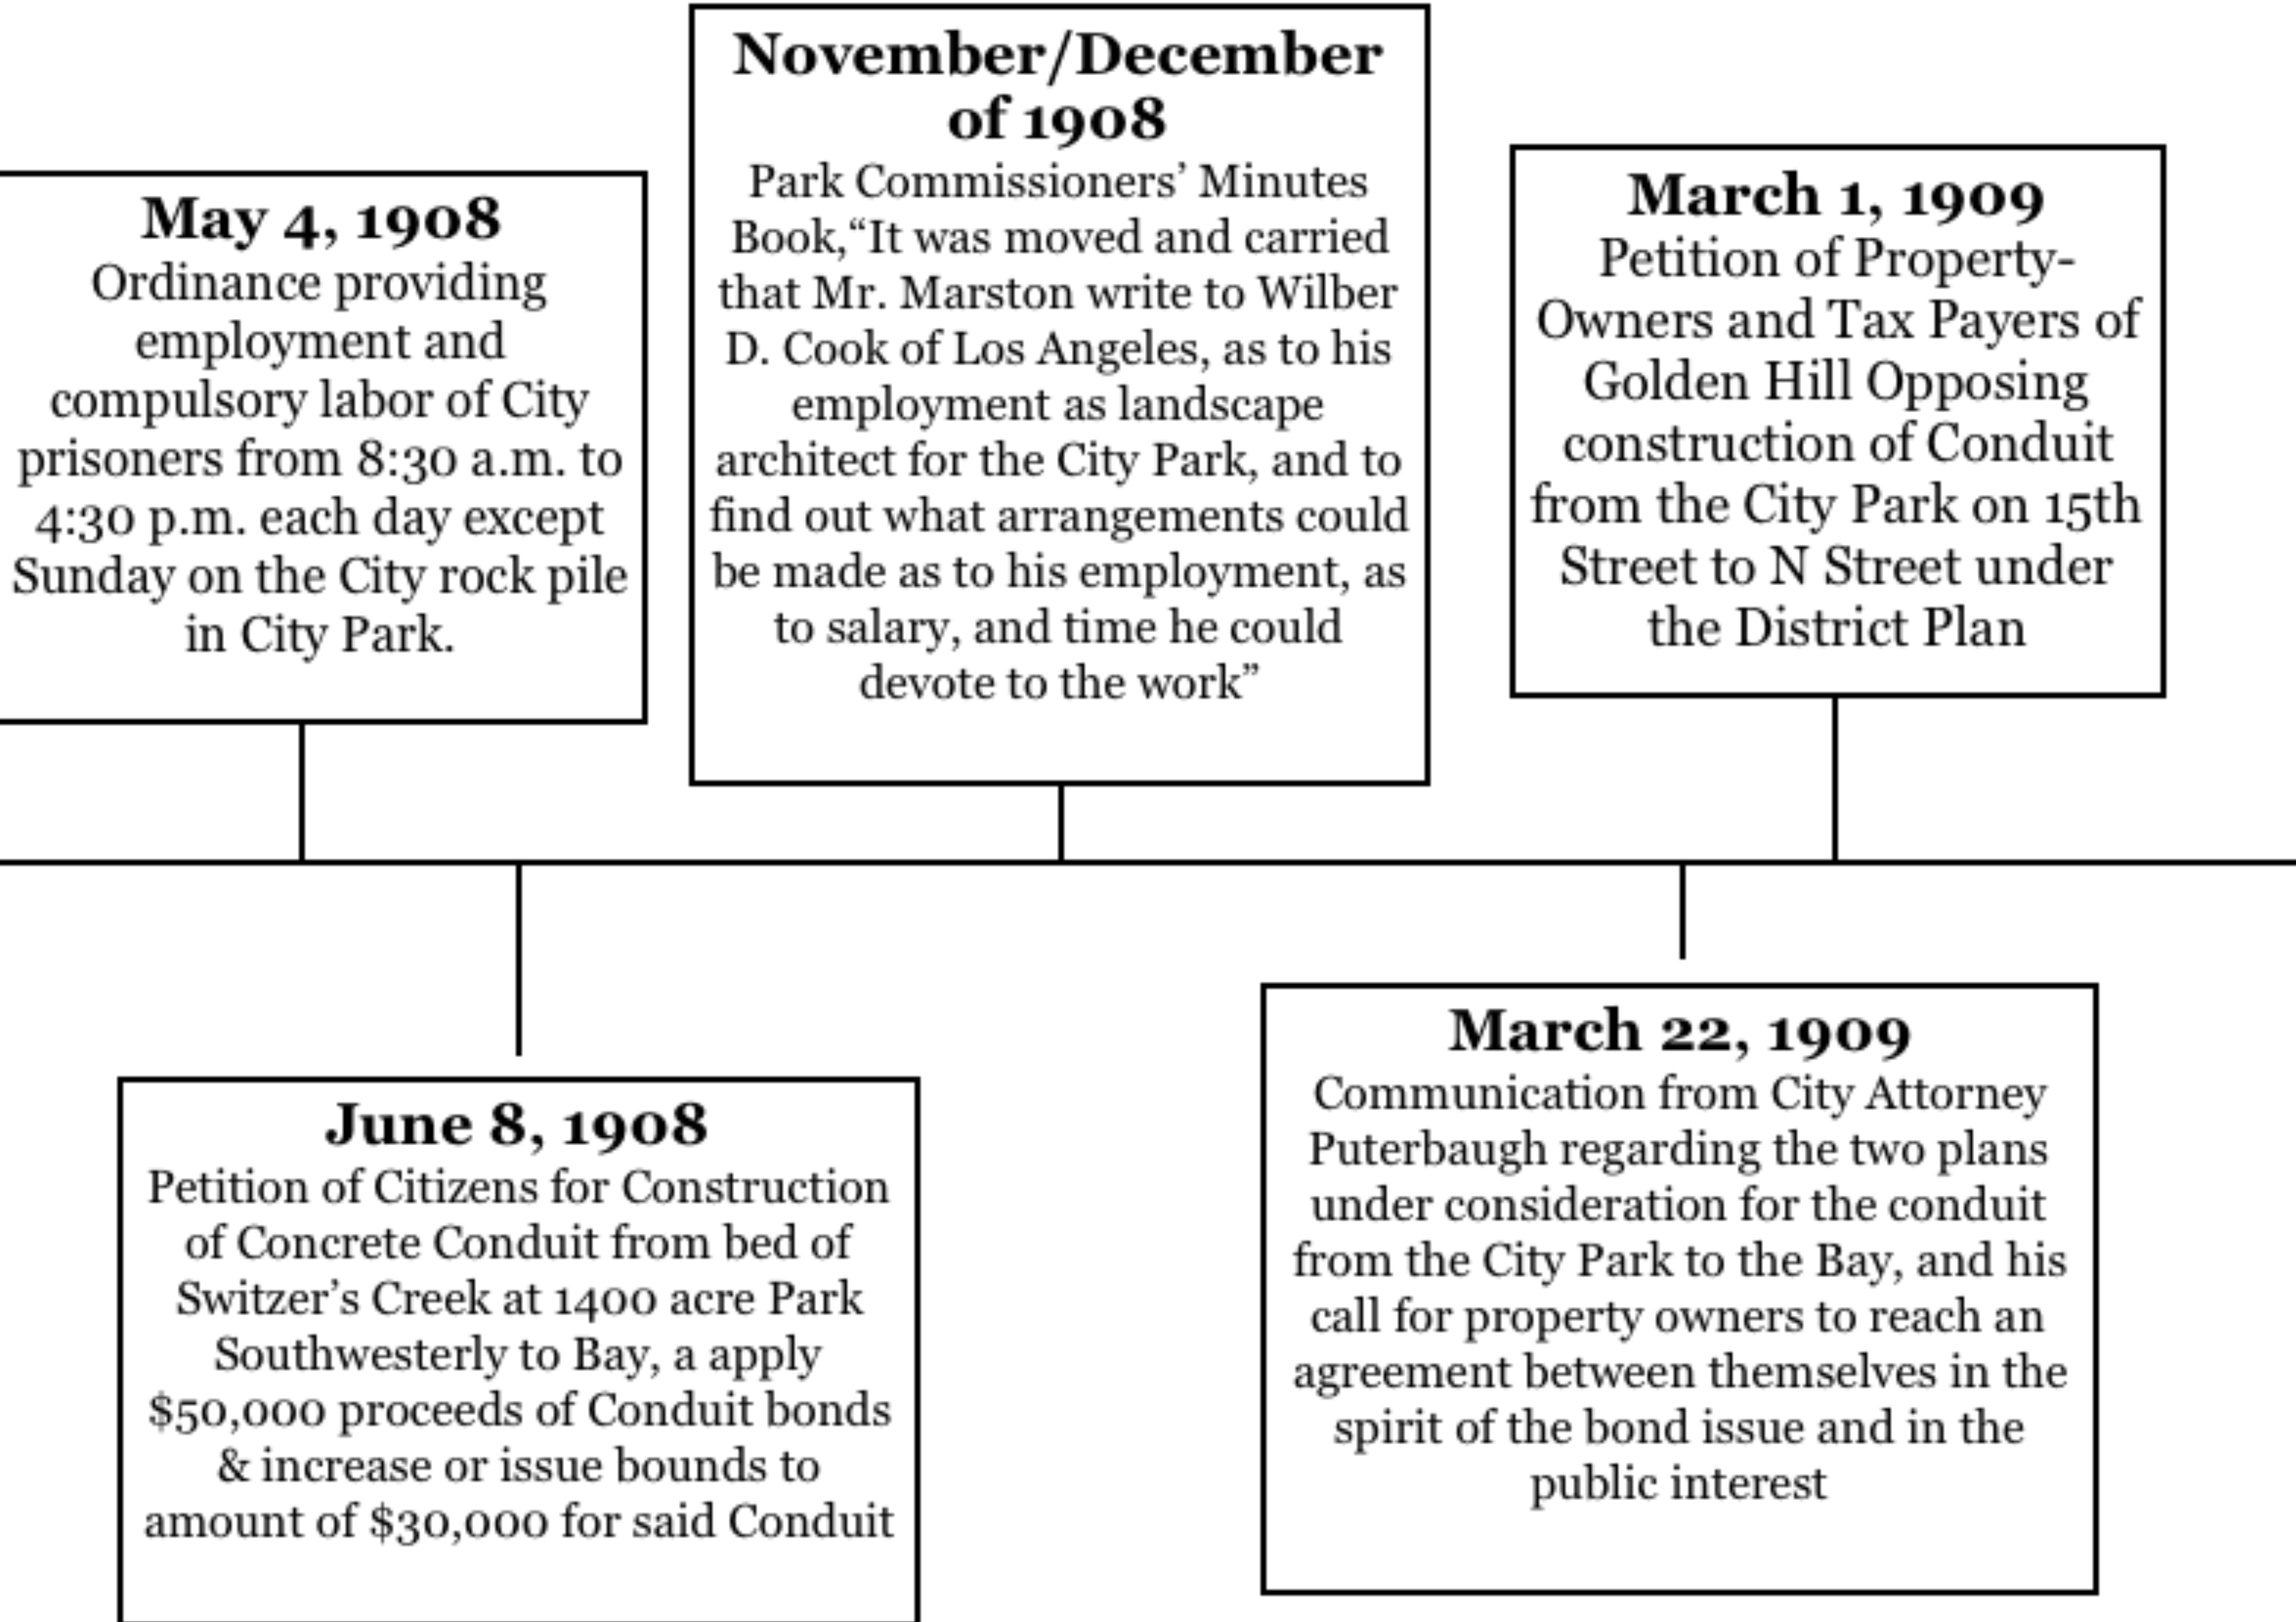 May 4, 1908
Ordinance providing
employment and
compulsory labor of City
prisoners from 8:30 a.m. to
4:30 p.m. each day except
Sunday on the City rock pile
in City Park.
November/December
of 1908
Park Commissioners’ Minutes
Book,“It was moved and carried
that Mr. Marston write to Wilber
D. Cook of Los Angeles, as to his
employment as landscape
architect for the City Park, and to
find out what arrangements could
be made as to his employment, as
to salary, and time he could
devote to the work”
March 1, 1909
Petition of Property-
Owners and Tax Payers of
Golden Hill Opposing
construction of Conduit
from the City Park on 15th
Street to N Street under
the District Plan
June 8, 1908
Petition of Citizens for Construction
of Concrete Conduit from bed of
Switzer’s Creek at 1400 acre Park
Southwesterly to Bay, a apply
$50,000 proceeds of Conduit bonds
& increase or issue bounds to
amount of $30,000 for said Conduit
March 22, 1909
Communication from City Attorney
Puterbaugh regarding the two plans
under consideration for the conduit
from the City Park to the Bay, and his
call for property owners to reach an
agreement between themselves in the
spirit of the bond issue and in the
public interest